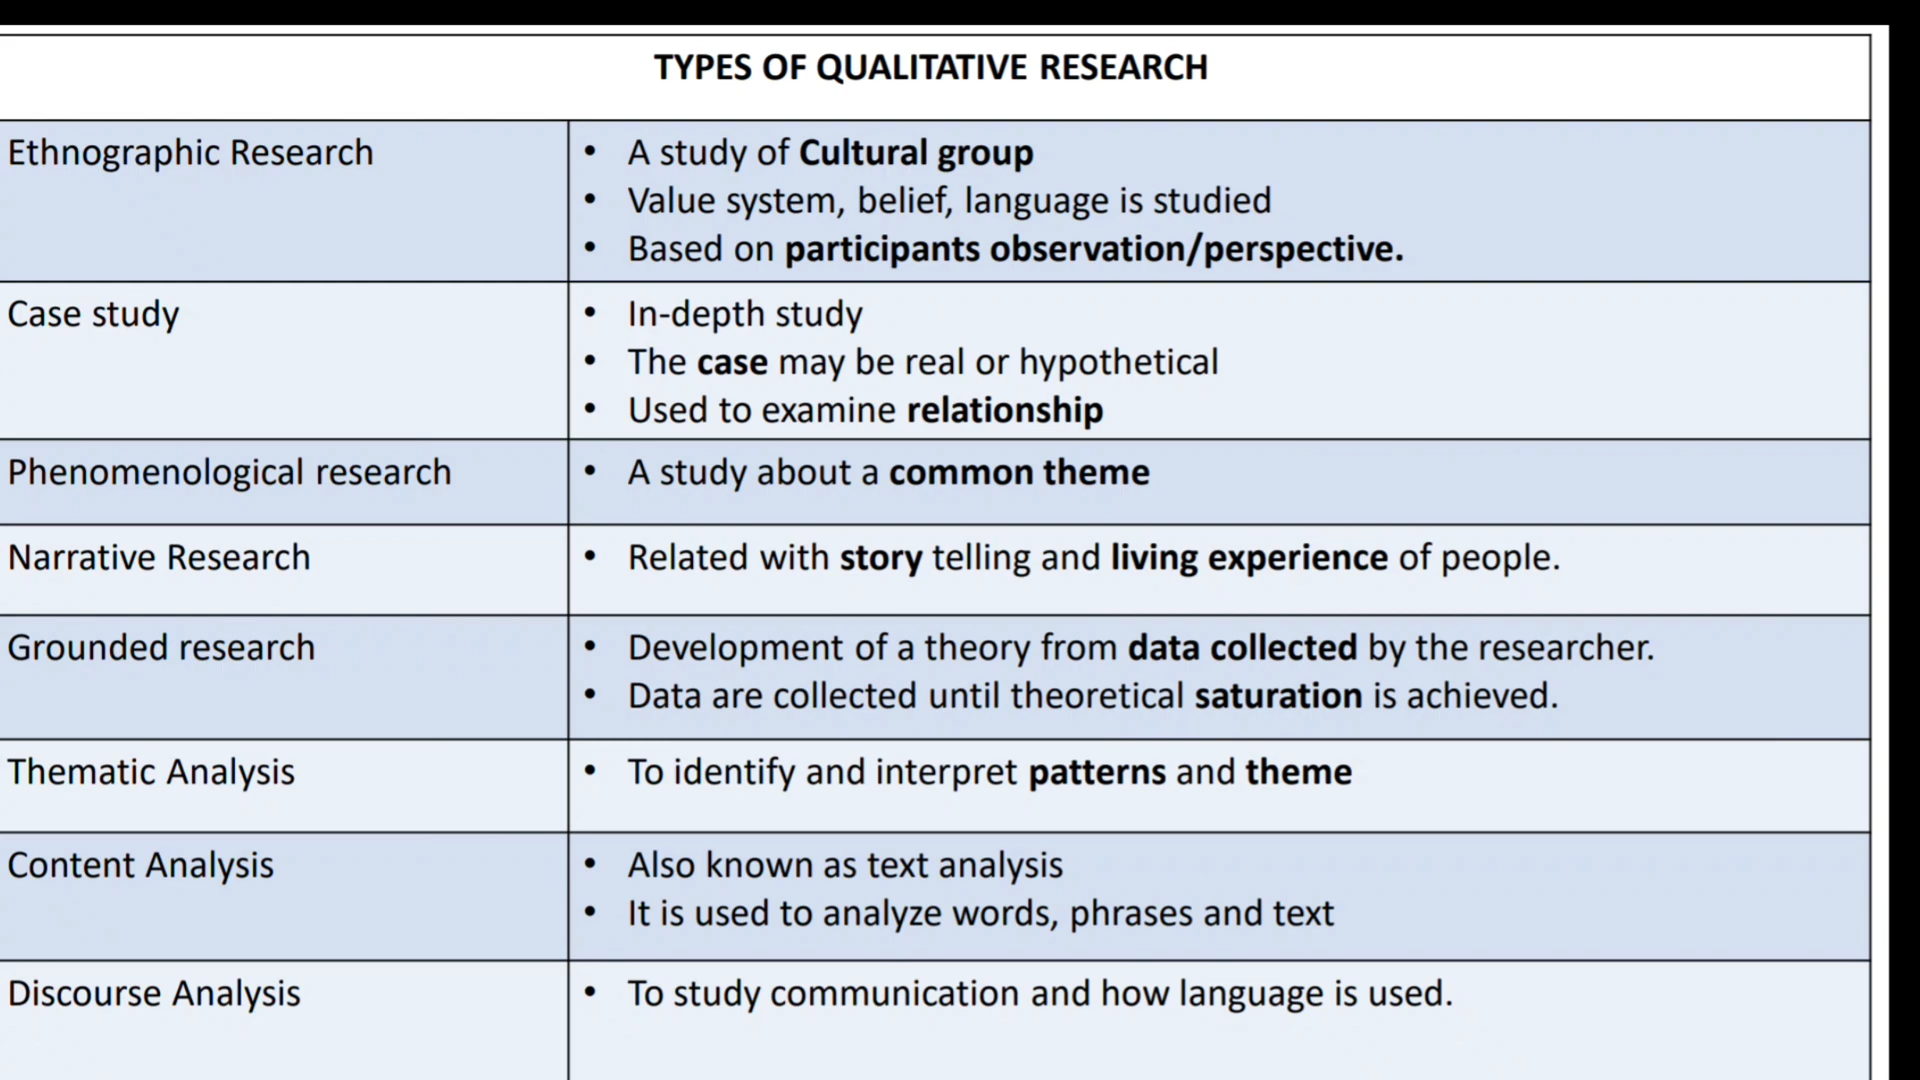 TYPES OF QUALITATIVE RESEARCH
Ethnographic Research
• A study of Cultural group
• Value system, belief, language is studied
• Based on participants observation/perspective.
Case study
• In-depth study
• The case may be real or hypothetical
• Used to examine relationship
Phenomenological research
• A study about a common theme
Narrative Research
• Related with story telling and living experience of people.
Grounded research
• Development of a theory from data collected by the researcher.
• Data are collected until theoretical saturation is achieved.
Thematic Analysis
• To identify and interpret patterns and theme
Content Analysis
• Also known as text analysis
• It is used to analyze words, phrases and text
Discourse Analysis
• To study communication and how language is used.